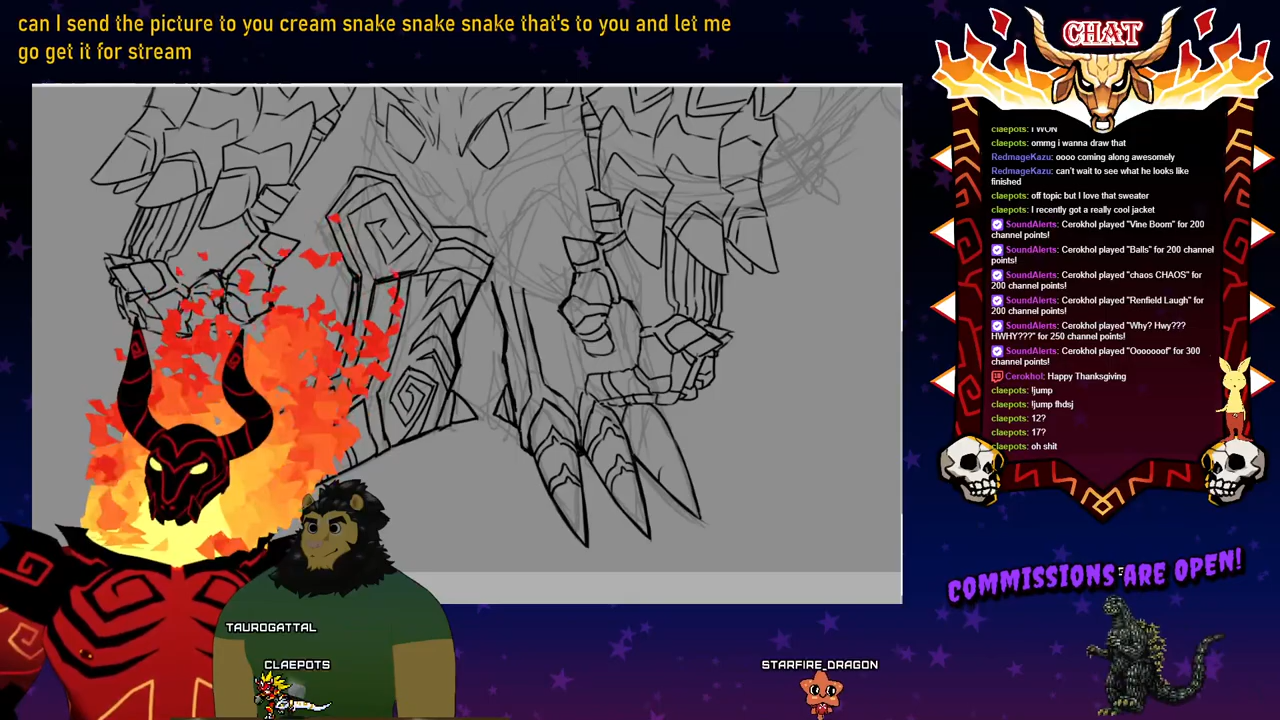 can I send the picture to you cream snake snake snake that's to you and let me
go get it for stream
CHAT
claepots: I WON
claepots: ommg i wanna draw that
RedmageKazu: oooo coming along awesomely
RedmageKazu: can't wait to see what he looks like
finished
claepots: off topic but I love that sweater
claepots: I recently got a really cool jacket
SoundAlerts: Cerokhol played "Vine Boom" for 200
channel points!
SoundAlerts: Cerokhol played "Balls" for 200 channel
points!
SoundAlerts: Cerokhol played "chaos CHAOS" for
200 channel points!
SoundAlerts: Cerokhol played "Renfield Laugh" for
200 channel points!
SoundAlerts: Cerokhol played "Why? Hwy???
HWHY???" for 250 channel points!
SoundAlerts: Cerokhol played "Ooooooof" for 300
channel points!
Cerokhol: Happy Thanksgiving
claepots: !jump
claepots: !jump fhdsj
claepots: 12?
claepots: 17?
claepots: oh shit
COMMISSIONS ARE OPEN!
TAUROGATTAL
CLAEPOTS
STARFIRE_DRAGON